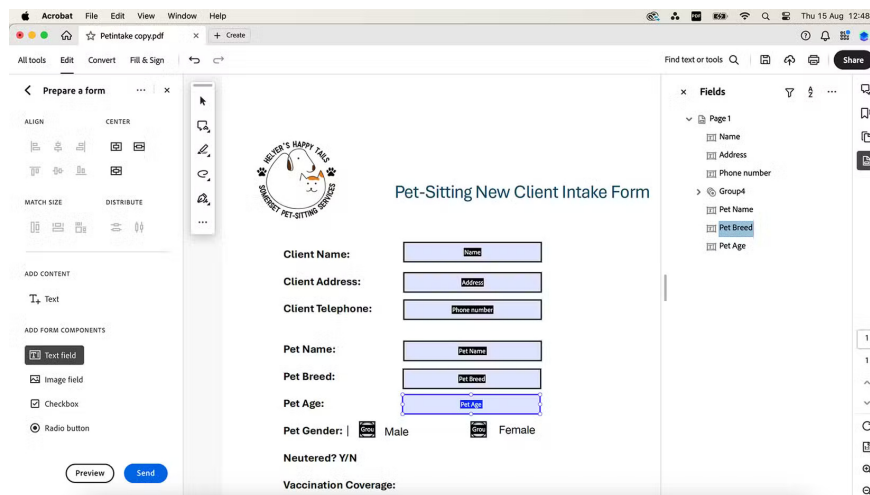 Acrobat File Edit View Window Help Thu 15 Aug 12:48
Petintake copy.pdf × + Create
All tools Edit Convert Fill & Sign Find text or tools Share
Prepare a form ... ×
ALIGN CENTER
MATCH SIZE DISTRIBUTE
ADD CONTENT
Text
ADD FORM COMPONENTS
Text field
Image field
Checkbox
Radio button
Preview Send
HELYER'S HAPPY TAILS
SOMERSET PET-SITTING SERVICES
Pet-Sitting New Client Intake Form
Client Name: Name
Client Address: Address
Client Telephone: Phone number
Pet Name: Pet Name
Pet Breed: Pet Breed
Pet Age: Pet Age
Pet Gender: | Grou Male Grou Female
Neutered? Y/N
Vaccination Coverage:
× Fields ...
Page 1
Name
Address
Phone number
Group4
Pet Name
Pet Breed
Pet Age
1
1